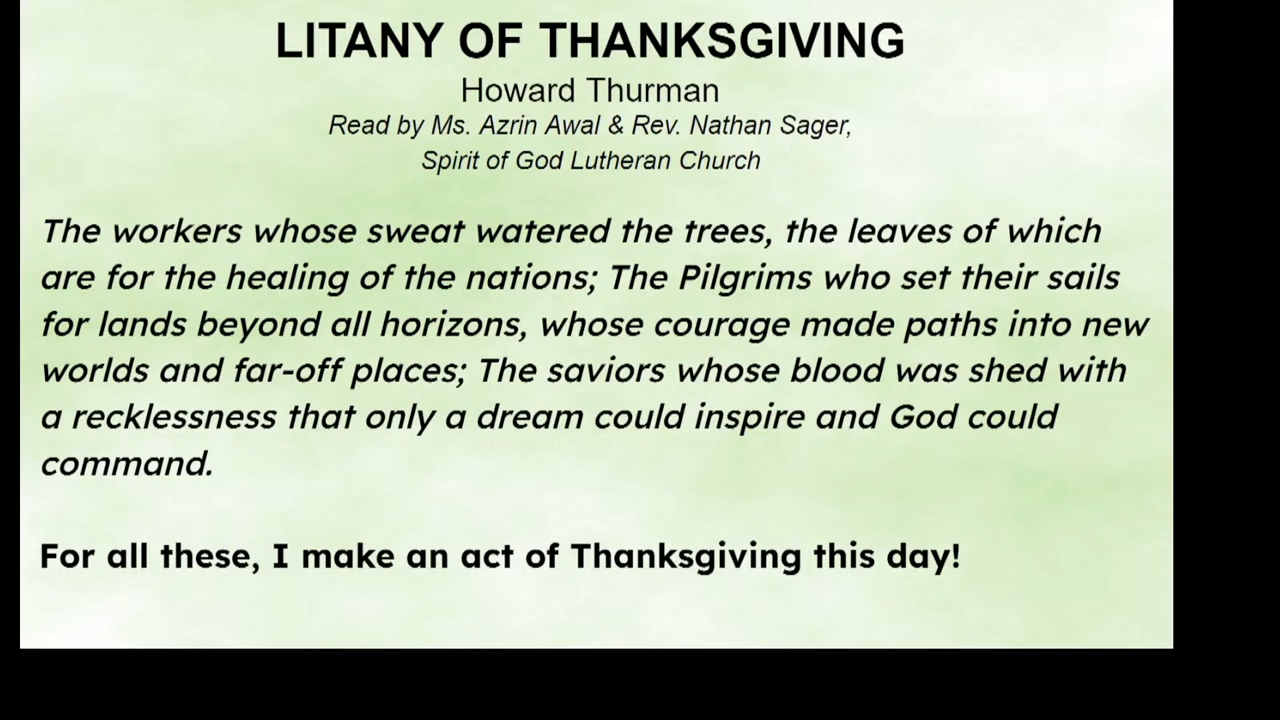 LITANY OF THANKSGIVING
Howard Thurman
Read by Ms. Azrin Awal & Rev. Nathan Sager,
Spirit of God Lutheran Church
The workers whose sweat watered the trees, the leaves of which
are for the healing of the nations; The Pilgrims who set their sails
for lands beyond all horizons, whose courage made paths into new
worlds and far-off places; The saviors whose blood was shed with
a recklessness that only a dream could inspire and God could
command.
For all these, I make an act of Thanksgiving this day!